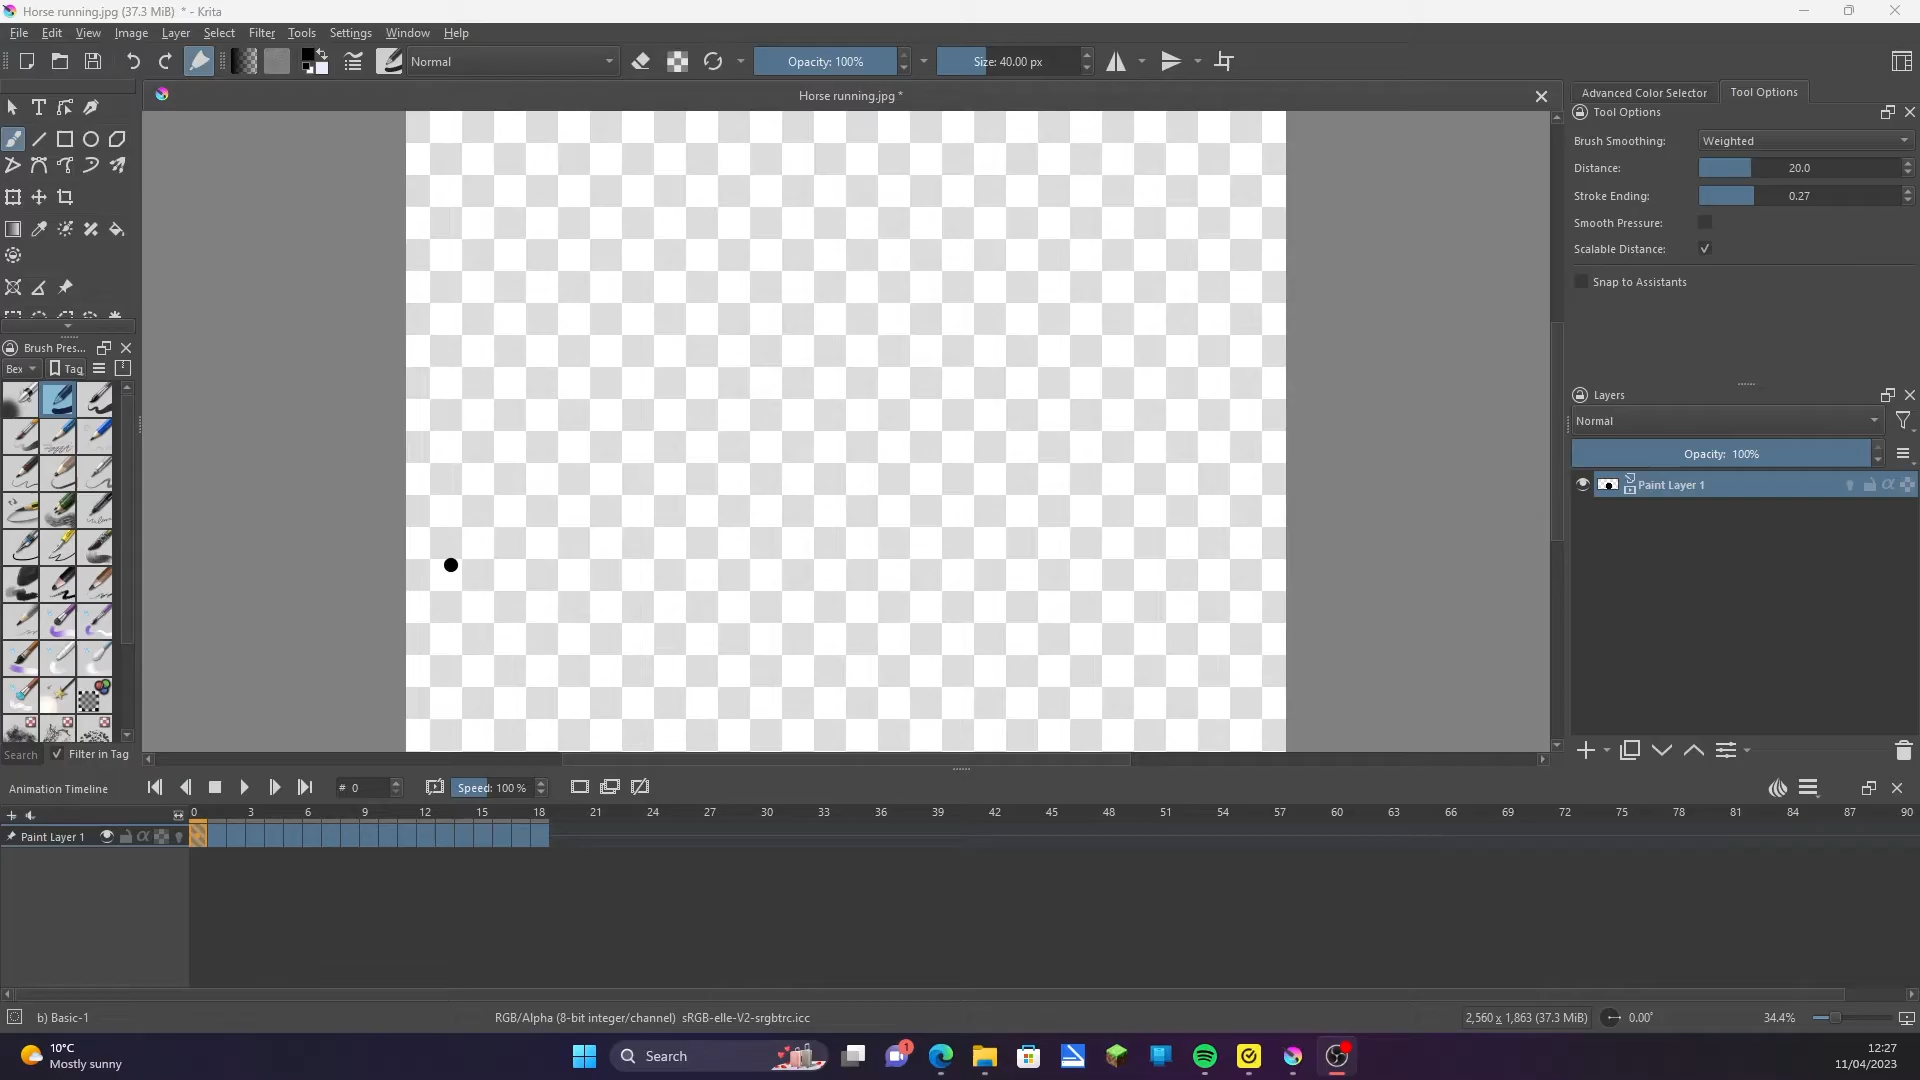 Horse running.jpg (37.3 MiB) * - Krita
File Edit View Image Layer Select Filter Tools Settings Window Help
Normal Opacity: 100% Size: 40.00 px
Horse running.jpg *
Advanced Color Selector Tool Options
Tool Options
Brush Smoothing: Weighted
Distance: 20.0
Stroke Ending: 0.27
Smooth Pressure:
Scalable Distance:
Snap to Assistants
Brush Pres...
Bex Tag
Layers
Normal
Opacity: 100%
Paint Layer 1
Search Filter in Tag
Animation Timeline # 0 Speed: 100 %
0 3 6 9 12 15 18 21 24 27 30 33 36 39 42 45 48 51 54 57 60 63 66 69 72 75 78 81 84 87 90
Paint Layer 1
b) Basic-1 RGB/Alpha (8-bit integer/channel) sRGB-elle-V2-srgbtrc.icc 2,560 x 1,863 (37.3 MiB) 0.00° 34.4%
10°C
Mostly sunny
Search
1
12:27
11/04/2023